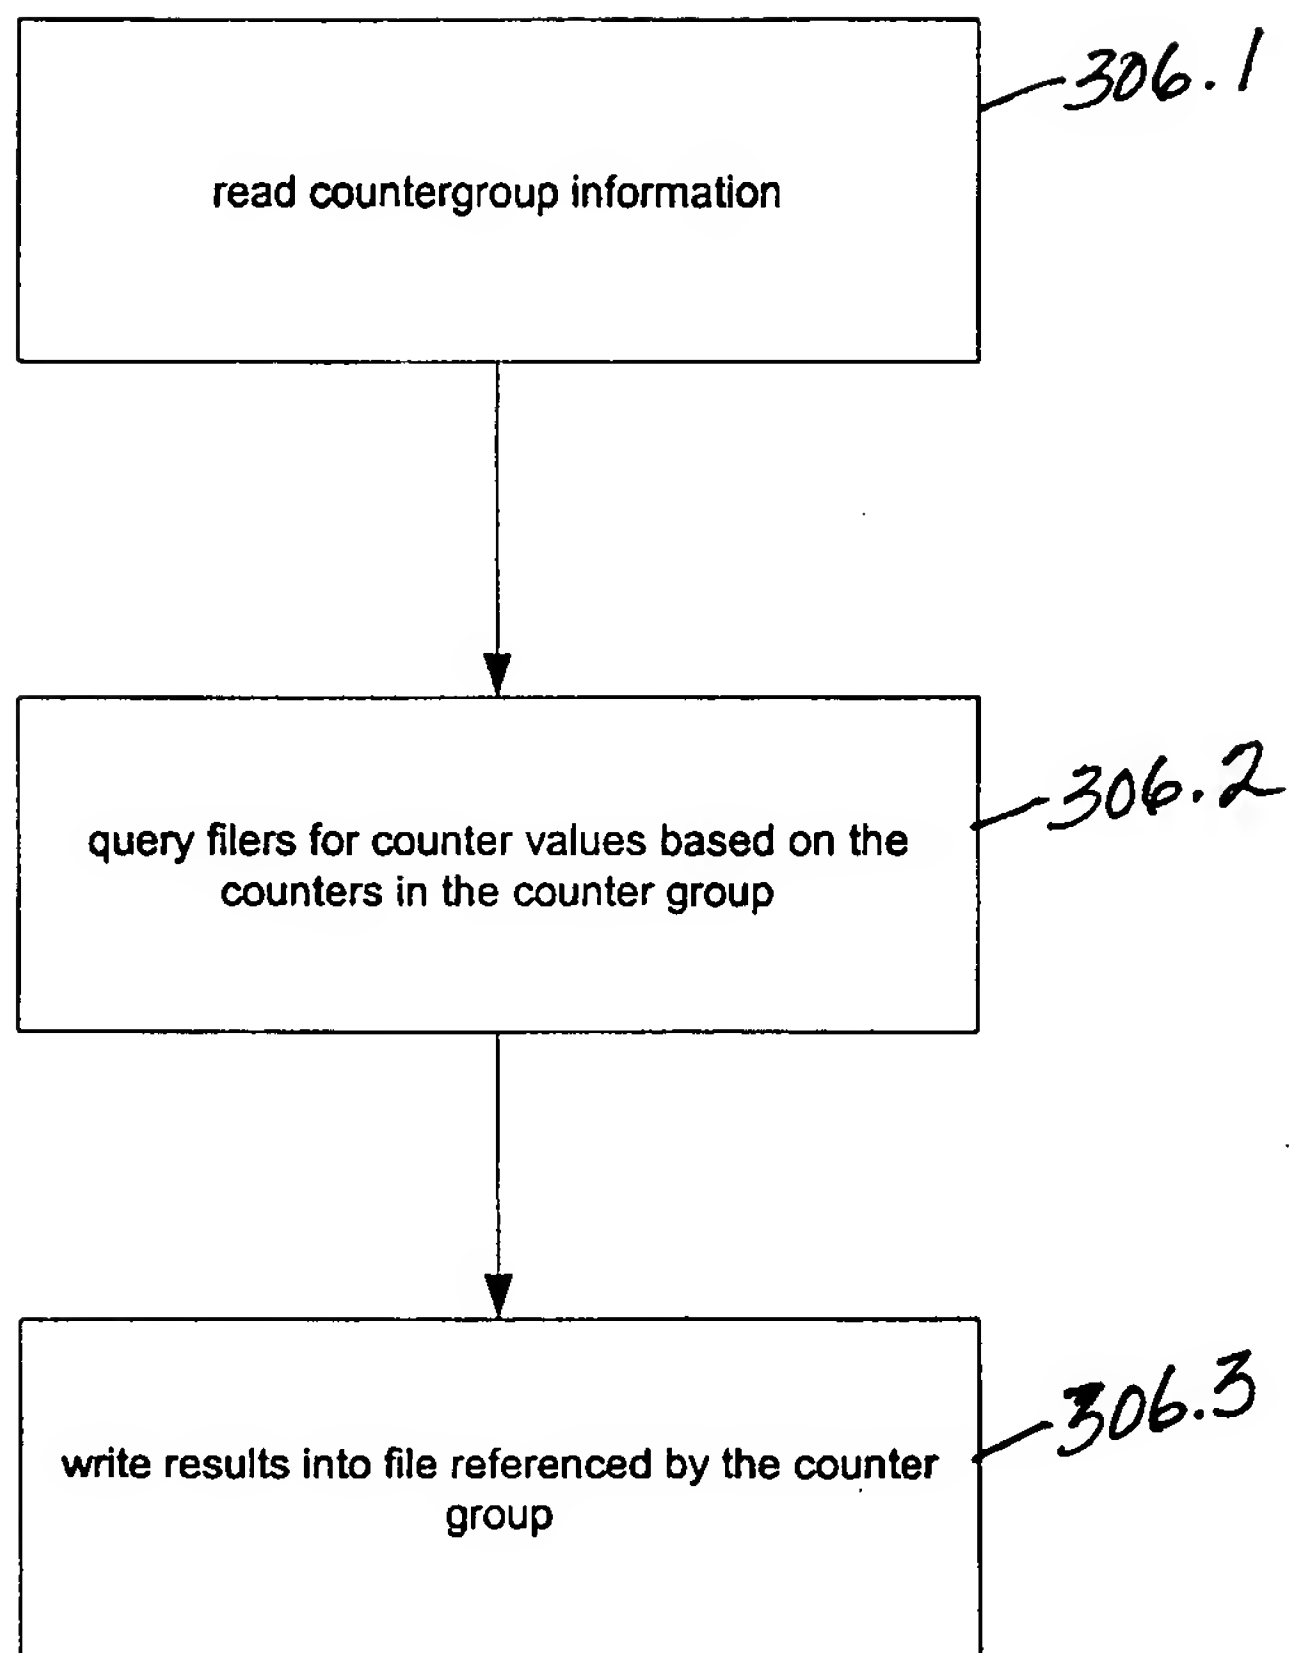 306.1
read countergroup information
306.2
query filers for counter values based on the
counters in the counter group
306.3
write results into file referenced by the counter
group